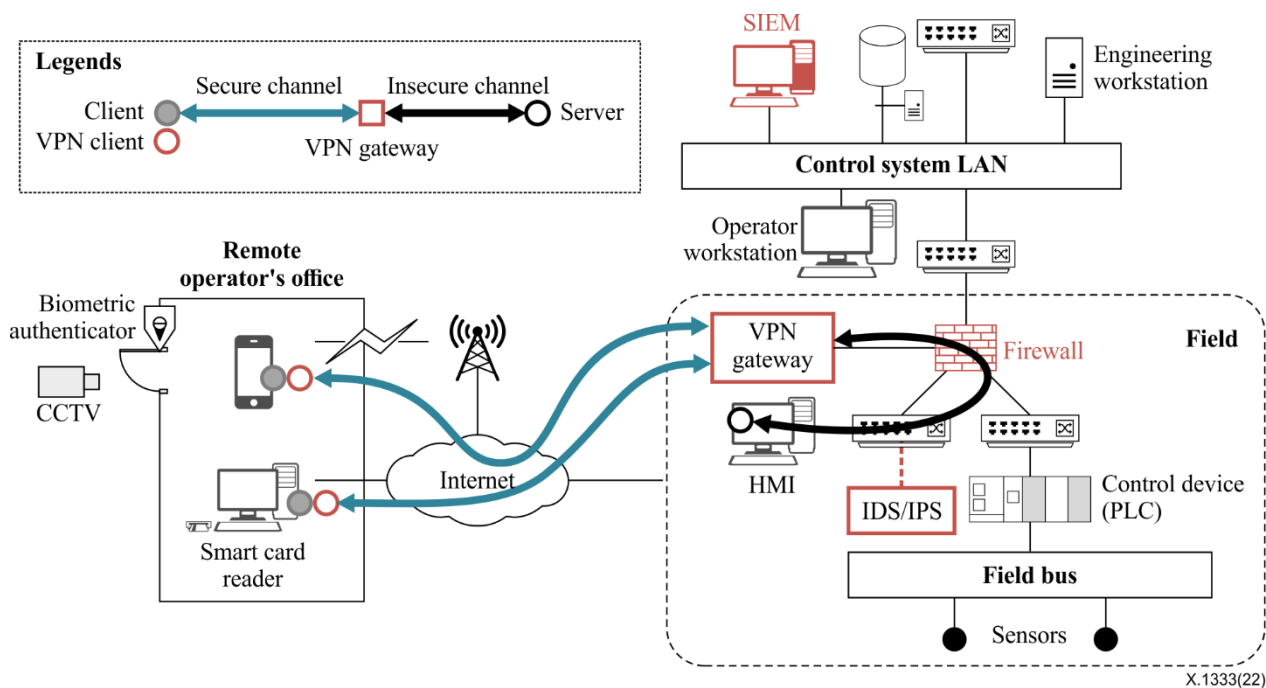 Legends
Client
Secure channel
Insecure channel
Server
VPN client
VPN gateway
SIEM
Engineering
workstation
Control system LAN
Operator
workstation
Remote
operator's office
Biometric
authenticator
CCTV
Smart card
reader
Internet
VPN
gateway
Firewall
Field
HMI
IDS/IPS
Control device
(PLC)
Field bus
Sensors
X.1333(22)